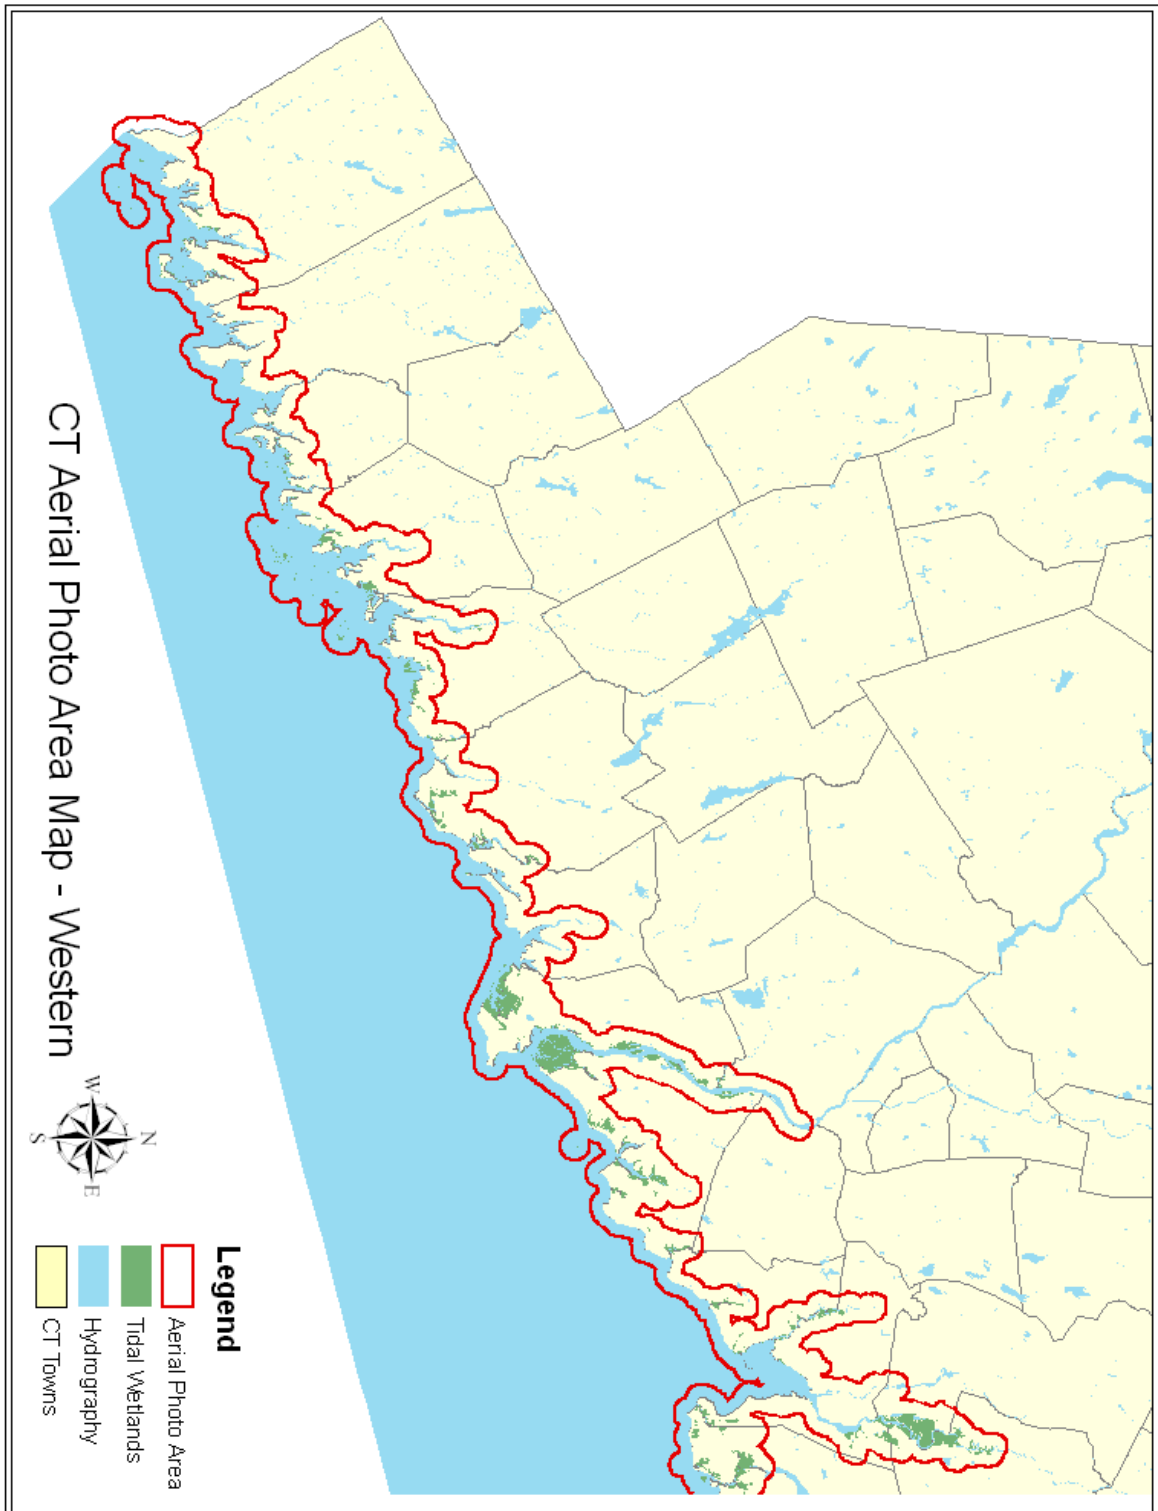 CT Aerial Photo Area Map - Western
N
W
E
S
Legend
Aerial Photo Area
Tidal Wetlands
Hydrography
CT Towns